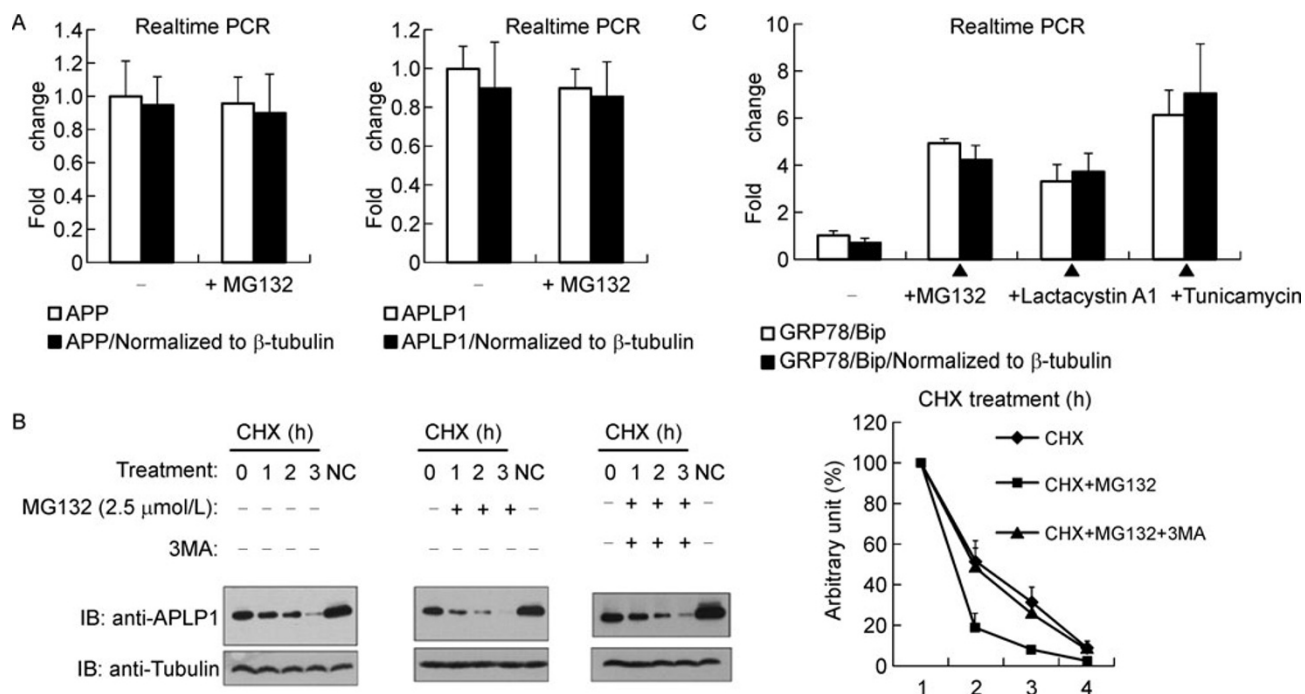 A
Realtime PCR
Fold change
1.4
1.2
1.0
0.8
0.6
0.4
0.2
0
–
+ MG132
APP
APP/Normalized to β-tubulin
Realtime PCR
Fold change
1.2
1.0
0.8
0.6
0.4
0.2
0
–
+ MG132
APLP1
APLP1/Normalized to β-tubulin
C
Realtime PCR
Fold change
10
8
6
4
2
0
–
+MG132
+Lactacystin A1
+Tunicamycin
GRP78/Bip
GRP78/Bip/Normalized to β-tubulin
B
CHX (h) CHX (h) CHX (h)
Treatment: 0 1 2 3 NC 0 1 2 3 NC 0 1 2 3 NC
MG132 (2.5 μmol/L): – – – – – – + + + – – + + + –
3MA: – – – – – – – – – – – + + + –
IB: anti-APLP1
IB: anti-Tubulin
CHX treatment (h)
Arbitrary unit (%)
120
100
80
60
40
20
0
1 2 3 4
CHX
CHX+MG132
CHX+MG132+3MA